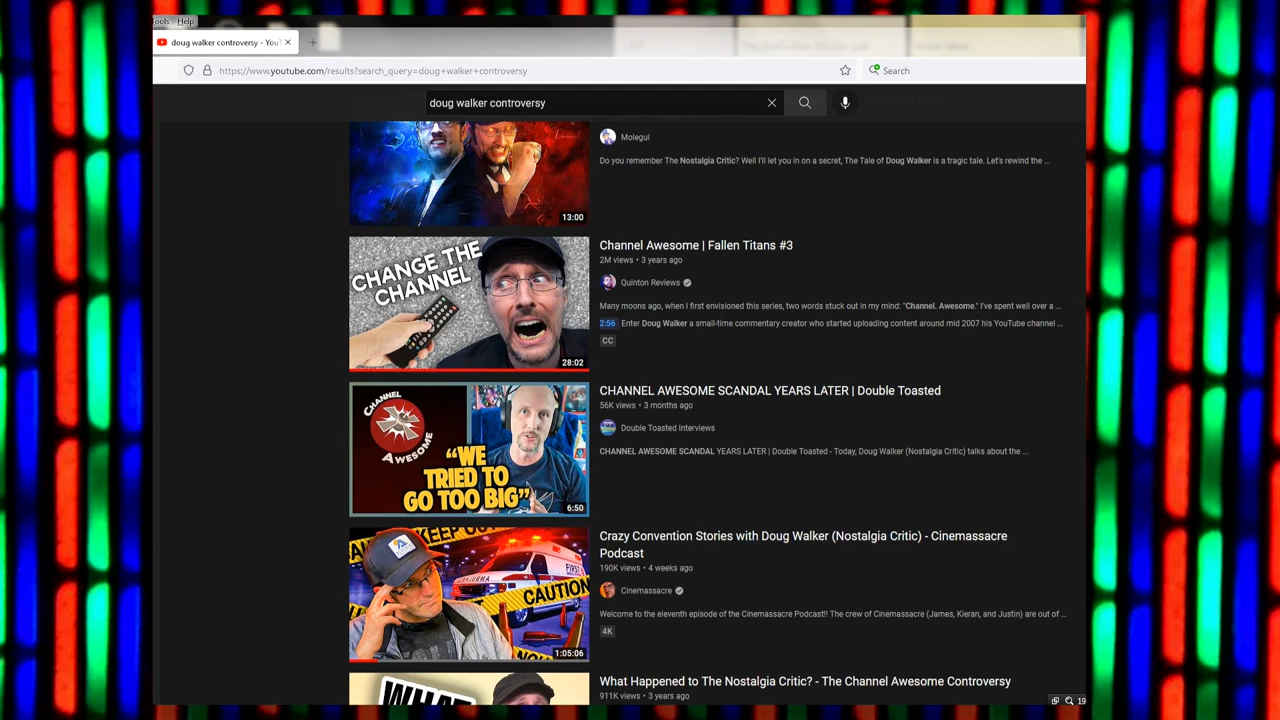 Tools Help
doug walker controversy - YouT
https://www.youtube.com/results?search_query=doug+walker+controversy
Search
doug walker controversy
Molegul
Do you remember The Nostalgia Critic? Well I'll let you in on a secret, The Tale of Doug Walker is a tragic tale. Let's rewind the ...
13:00
CHANGE THE
CHANNEL
28:02
Channel Awesome | Fallen Titans #3
2M views • 3 years ago
Quinton Reviews
Many moons ago, when I first envisioned this series, two words stuck out in my mind: "Channel. Awesome." I've spent well over a ...
2:56 Enter Doug Walker a small-time commentary creator who started uploading content around mid 2007 his YouTube channel ...
CC
CHANNEL
AWESOME
"WE
TRIED TO
GO TOO BIG"
6:50
CHANNEL AWESOME SCANDAL YEARS LATER | Double Toasted
56K views • 3 months ago
Double Toasted Interviews
CHANNEL AWESOME SCANDAL YEARS LATER | Double Toasted - Today, Doug Walker (Nostalgia Critic) talks about the ...
KEEP OUT
FIRST
CAUTION
1:05:06
Crazy Convention Stories with Doug Walker (Nostalgia Critic) - Cinemassacre
Podcast
190K views • 4 weeks ago
Cinemassacre
Welcome to the eleventh episode of the Cinemassacre Podcast!! The crew of Cinemassacre (James, Kieran, and Justin) are out of ...
4K
WHAT
What Happened to The Nostalgia Critic? - The Channel Awesome Controversy
911K views • 3 years ago
19